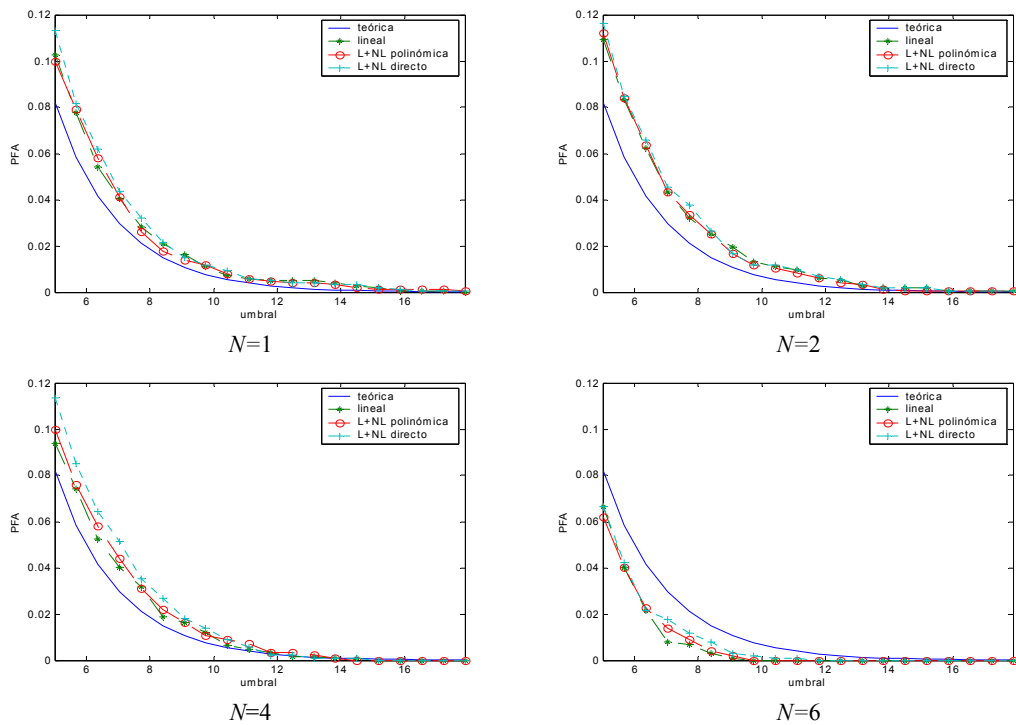 0.12
0.1
0.08
0.06
0.04
0.02
0
PFA
6 8 10 12 14 16
umbral
teórica
lineal
L+NL polinómica
L+NL directo
N=1
0.12
0.1
0.08
0.06
0.04
0.02
0
PFA
6 8 10 12 14 16
umbral
teórica
lineal
L+NL polinómica
L+NL directo
N=2
0.12
0.1
0.08
0.06
0.04
0.02
0
PFA
6 8 10 12 14 16
umbral
teórica
lineal
L+NL polinómica
L+NL directo
N=4
0.12
0.1
0.08
0.06
0.04
0.02
0
PFA
6 8 10 12 14 16
umbral
teórica
lineal
L+NL polinómica
L+NL directo
N=6